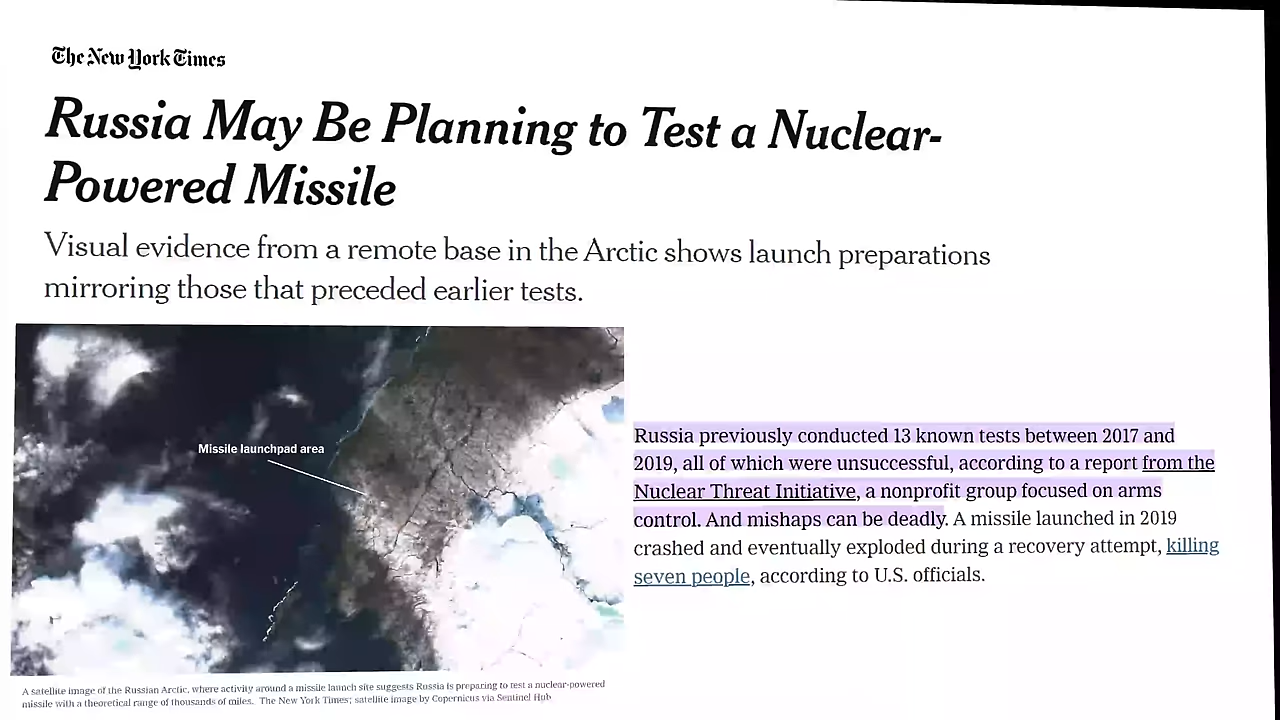 The New York Times
Russia May Be Planning to Test a Nuclear-
Powered Missile
Visual evidence from a remote base in the Arctic shows launch preparations
mirroring those that preceded earlier tests.
Missile launchpad area
Russia previously conducted 13 known tests between 2017 and
2019, all of which were unsuccessful, according to a report from the
Nuclear Threat Initiative, a nonprofit group focused on arms
control. And mishaps can be deadly. A missile launched in 2019
crashed and eventually exploded during a recovery attempt, killing
seven people, according to U.S. officials.
A satellite image of the Russian Arctic, where activity around a missile launch site suggests Russia is preparing to test a nuclear-powered
missile with a theoretical range of thousands of miles. The New York Times; satellite image by Copernicus via Sentinel Hub